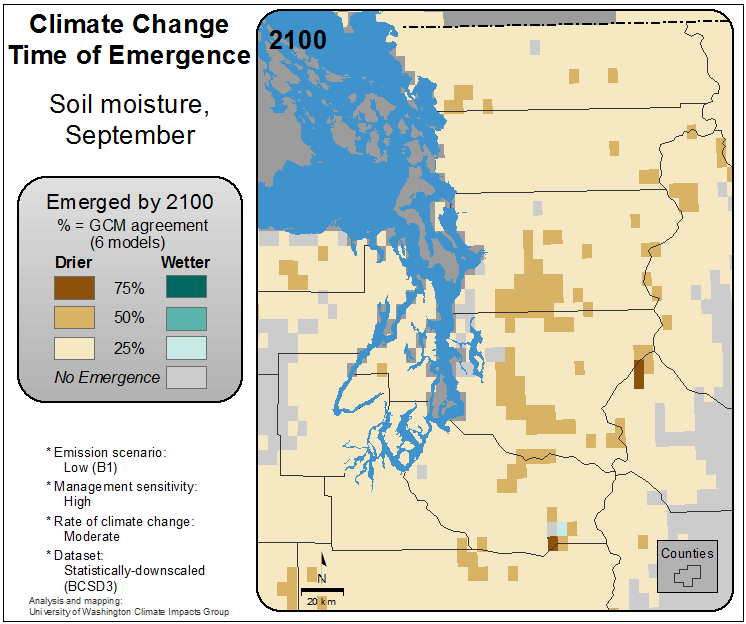 Climate Change
Time of Emergence
Soil moisture,
September
Emerged by 2100
% = GCM agreement
(6 models)
Drier Wetter
75%
50%
25%
No Emergence
* Emission scenario:
Low (B1)
* Management sensitivity:
High
* Rate of climate change:
Moderate
* Dataset:
Statistically-downscaled
(BCSD3)
Analysis and mapping:
University of Washington Climate Impacts Group
2100
N
20 km
Counties